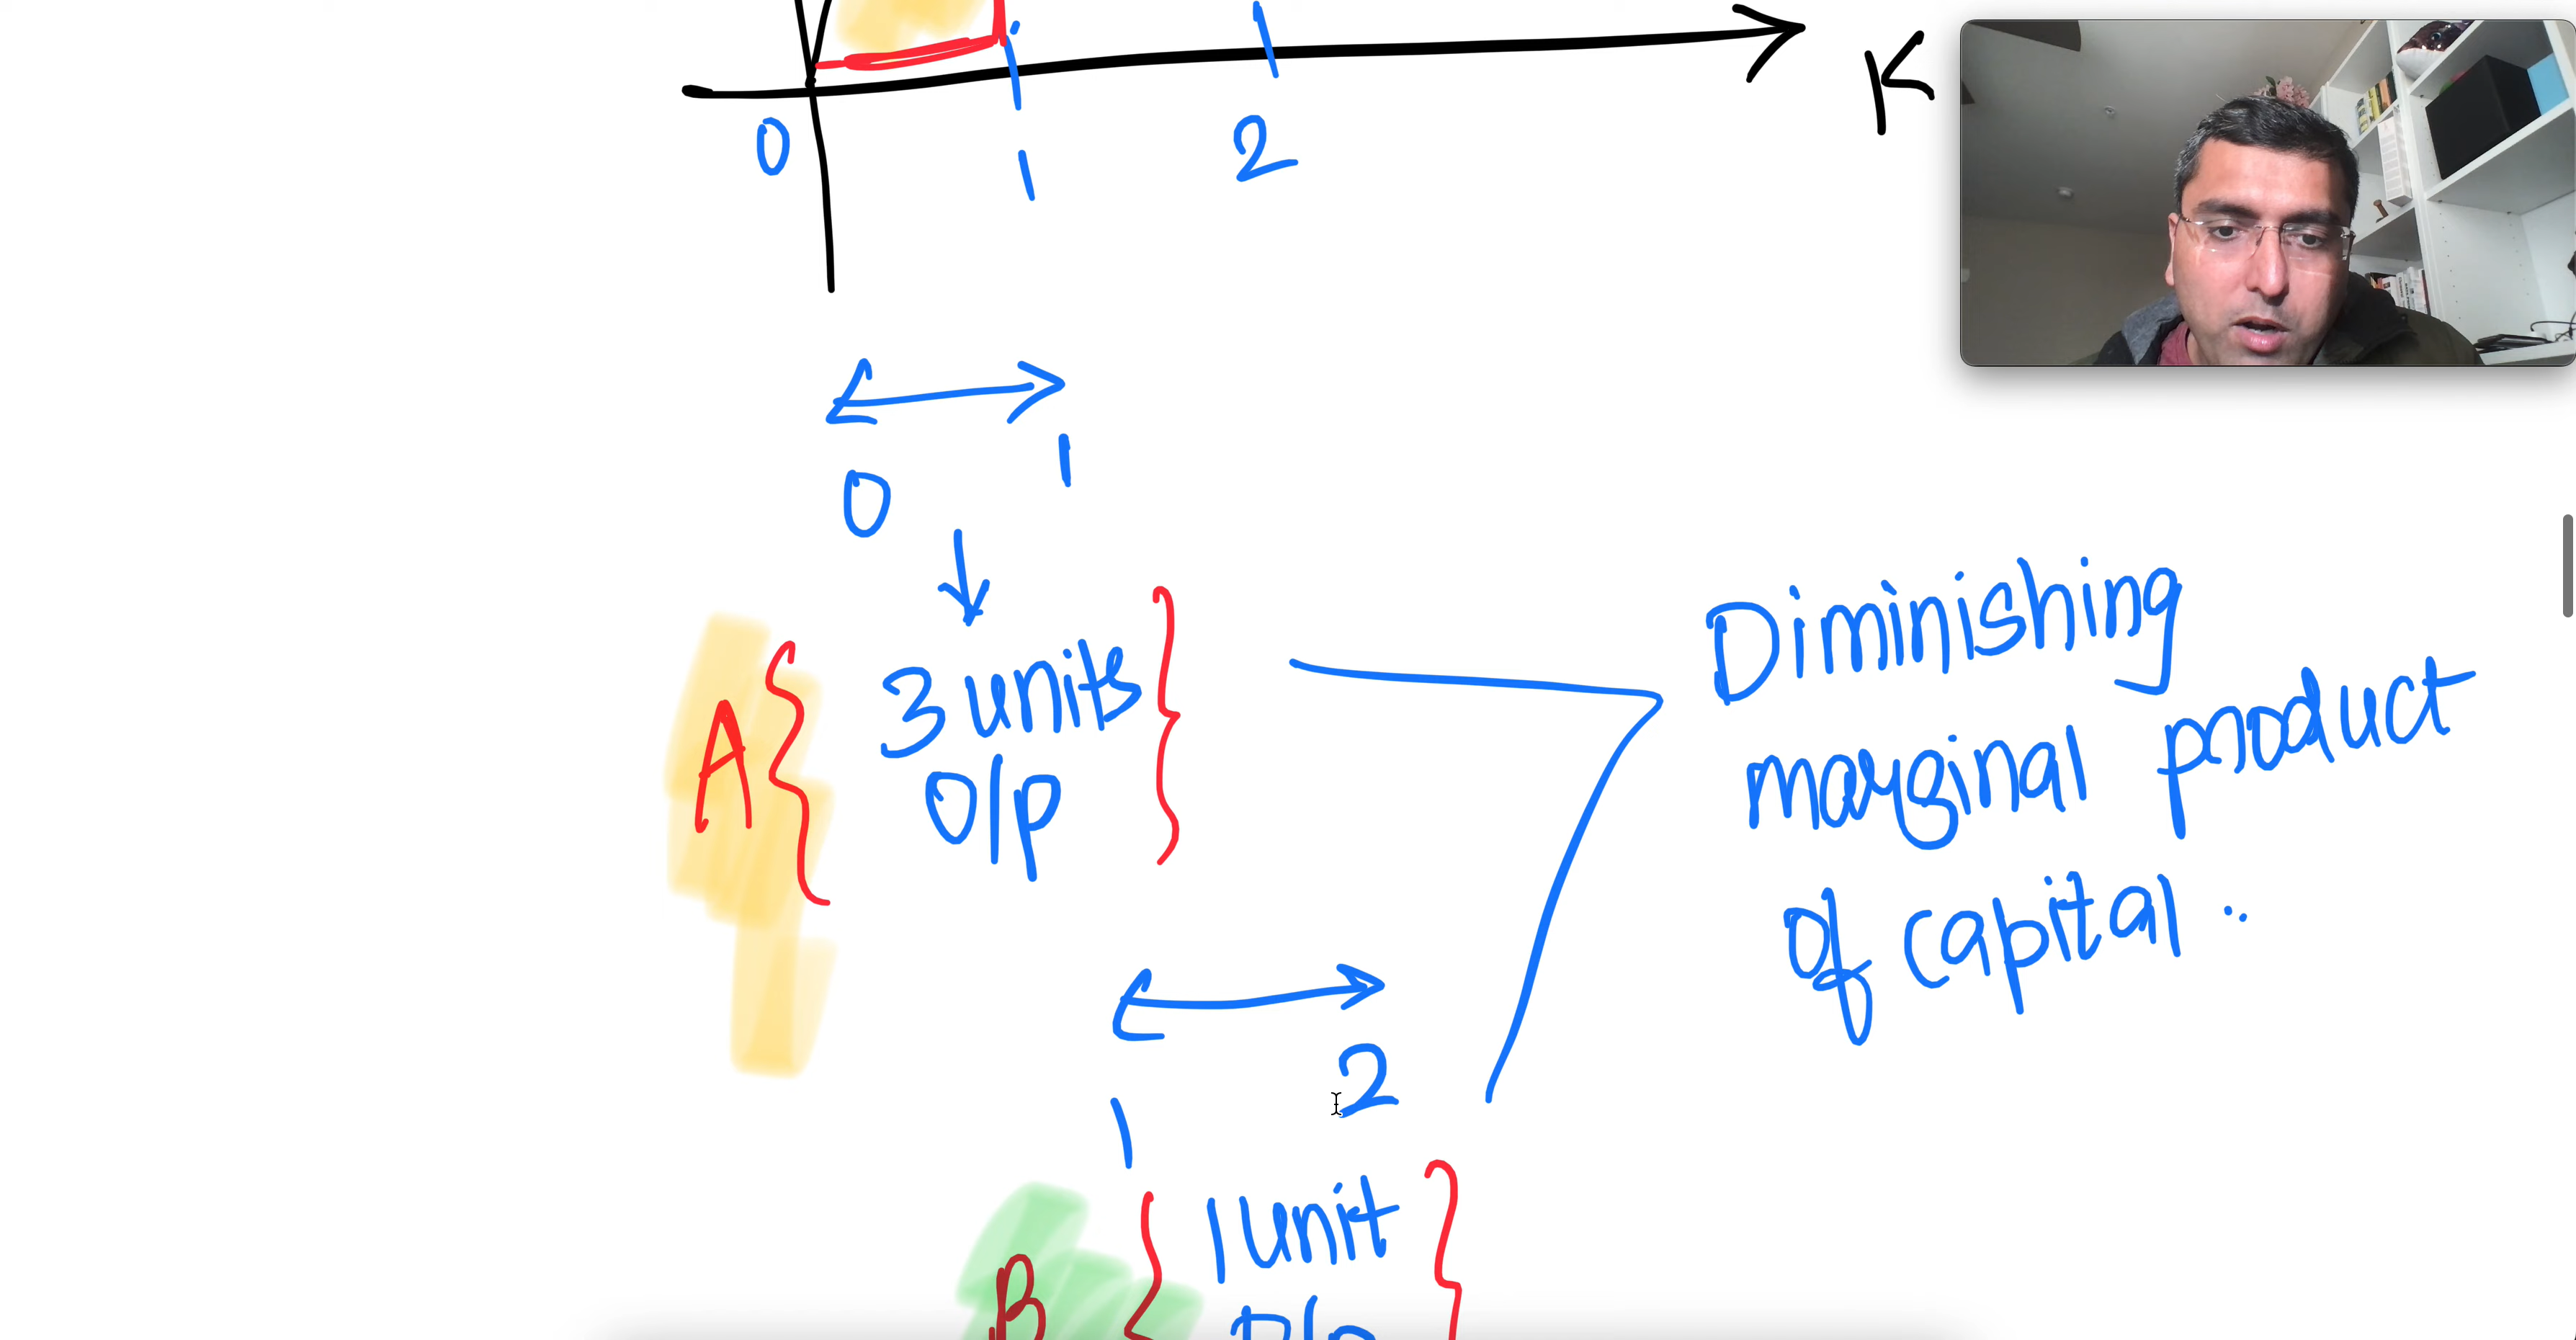 K
0
1
2
0
1
A
3 units
O/p
Diminishing
marginal product
of capital..
1
2
B
1 unit